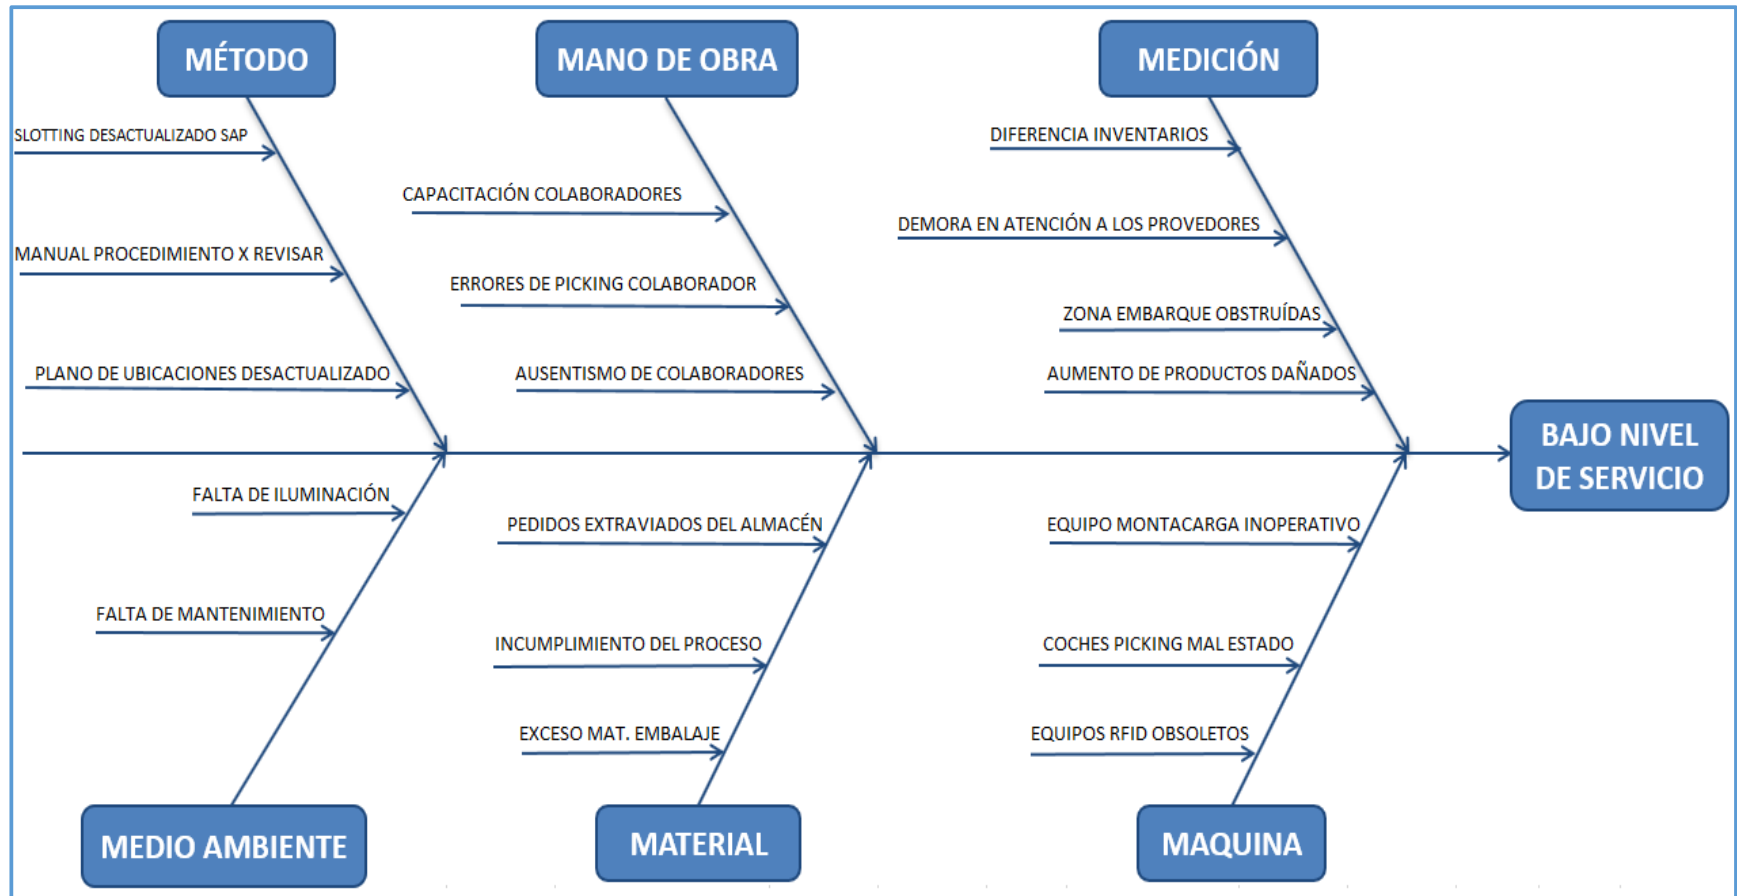 MÉTODO
MANO DE OBRA
MEDICIÓN
SLOTTING DESACTUALIZADO SAP
MANUAL PROCEDIMIENTO X REVISAR
PLANO DE UBICACIONES DESACTUALIZADO
CAPACITACIÓN COLABORADORES
ERRORES DE PICKING COLABORADOR
AUSENTISMO DE COLABORADORES
DIFERENCIA INVENTARIOS
DEMORA EN ATENCIÓN A LOS PROVEDORES
ZONA EMBARQUE OBSTRUÍDAS
AUMENTO DE PRODUCTOS DAÑADOS
BAJO NIVEL
DE SERVICIO
FALTA DE ILUMINACIÓN
FALTA DE MANTENIMIENTO
PEDIDOS EXTRAVIADOS DEL ALMACÉN
INCUMPLIMIENTO DEL PROCESO
EXCESO MAT. EMBALAJE
EQUIPO MONTACARGA INOPERATIVO
COCHES PICKING MAL ESTADO
EQUIPOS RFID OBSOLETOS
MEDIO AMBIENTE
MATERIAL
MAQUINA